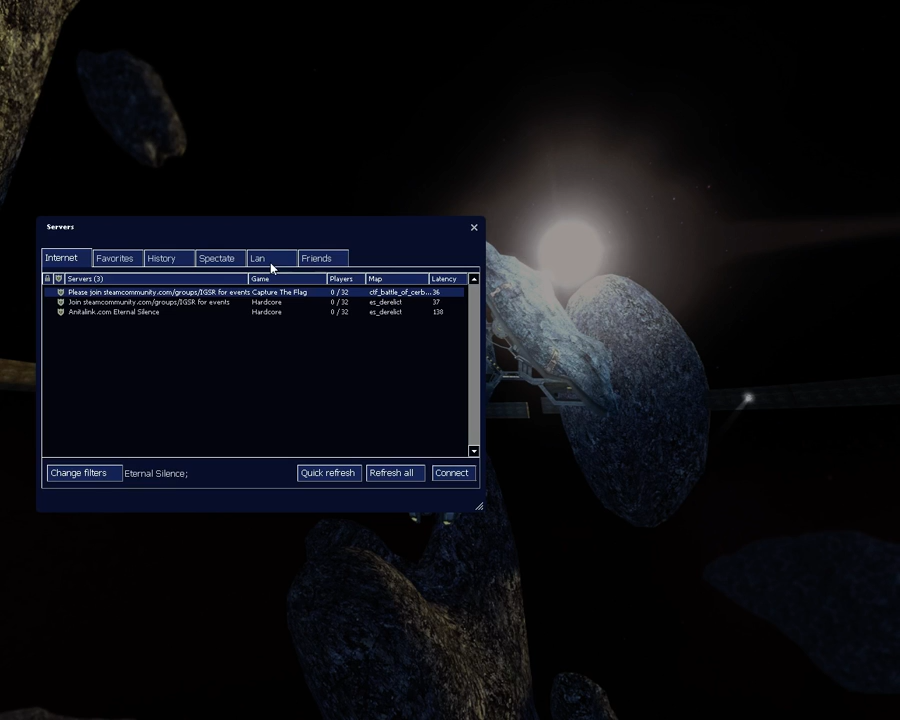 Servers
Internet Favorites History Spectate Lan Friends
Servers (3) Game Players Map Latency
Please join steamcommunity.com/groups/IGSR for events Capture The Flag 0 / 32 ctf_battle_of_cerb... 36
Join steamcommunity.com/groups/IGSR for events Hardcore 0 / 32 es_derelict 37
Anitalink.com Eternal Silence Hardcore 0 / 32 es_derelict 138
Change filters Eternal Silence; Quick refresh Refresh all Connect